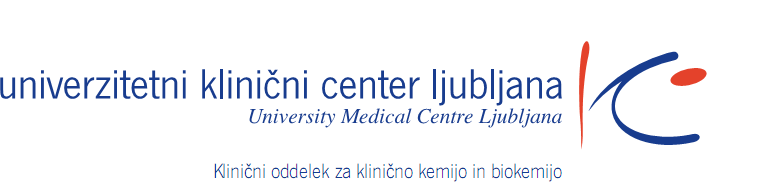 univerzitetni klinični center ljubljana
University Medical Centre Ljubljana
Klinični oddelek za klinično kemijo in biokemijo